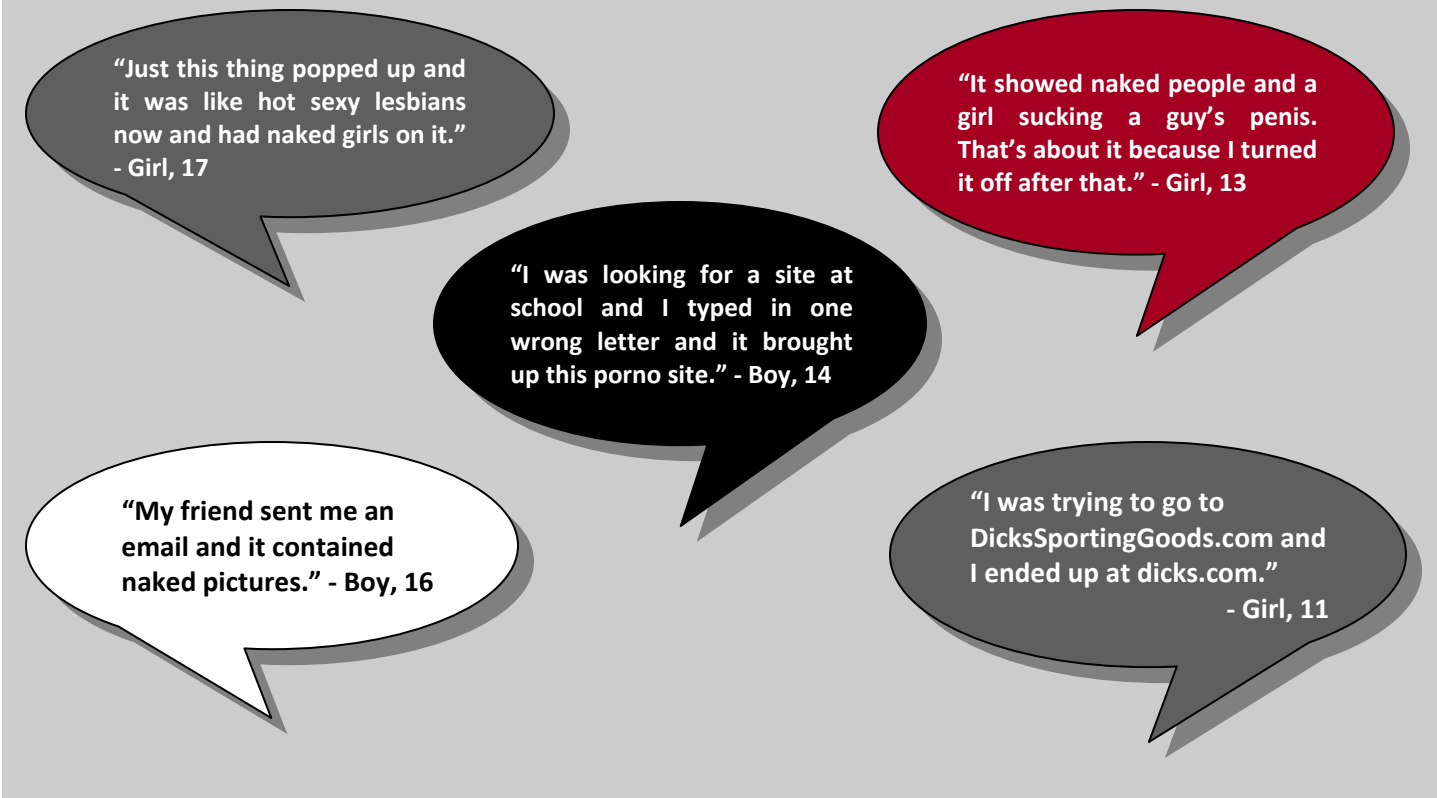 “Just this thing popped up and
it was like hot sexy lesbians
now and had naked girls on it.”
- Girl, 17
“It showed naked people and a
girl sucking a guy’s penis.
That’s about it because I turned
it off after that.” - Girl, 13
“I was looking for a site at
school and I typed in one
wrong letter and it brought
up this porno site.” - Boy, 14
“My friend sent me an
email and it contained
naked pictures.” - Boy, 16
“I was trying to go to
DicksSportingGoods.com and
I ended up at dicks.com.”
- Girl, 11